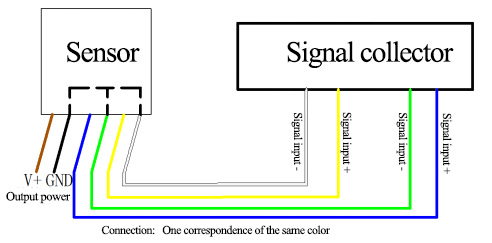 Sensor
Signal collector
V+ GND
Output power
Signal input -
Signal input +
Signal input -
Signal input +
Connection: One correspondence of the same color